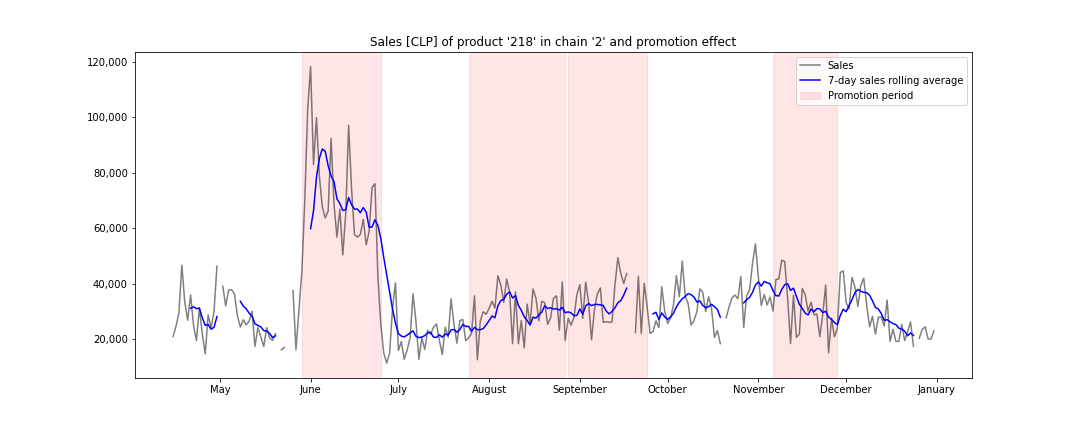 Sales [CLP] of product '218' in chain '2' and promotion effect
120,000
100,000
80,000
60,000
40,000
20,000
Sales
7-day sales rolling average
Promotion period
May
June
July
August
September
October
November
December
January